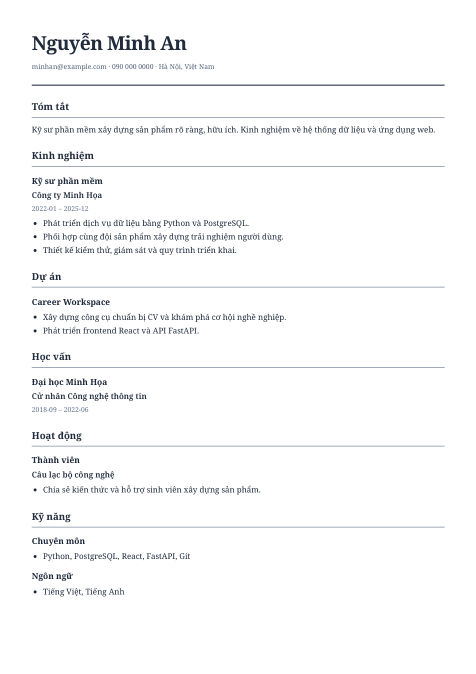 Nguyễn Minh An
minhan@example.com · 090 000 0000 · Hà Nội, Việt Nam
Tóm tắt
Kỹ sư phần mềm xây dựng sản phẩm rõ ràng, hữu ích. Kinh nghiệm về hệ thống dữ liệu và ứng dụng web.
Kinh nghiệm
Kỹ sư phần mềm
Công ty Minh Họa
2022-01 – 2025-12
• Phát triển dịch vụ dữ liệu bằng Python và PostgreSQL.
• Phối hợp cùng đội sản phẩm xây dựng trải nghiệm người dùng.
• Thiết kế kiểm thử, giám sát và quy trình triển khai.
Dự án
Career Workspace
• Xây dựng công cụ chuẩn bị CV và khám phá cơ hội nghề nghiệp.
• Phát triển frontend React và API FastAPI.
Học vấn
Đại học Minh Họa
Cử nhân Công nghệ thông tin
2018-09 – 2022-06
Hoạt động
Thành viên
Câu lạc bộ công nghệ
• Chia sẻ kiến thức và hỗ trợ sinh viên xây dựng sản phẩm.
Kỹ năng
Chuyên môn
• Python, PostgreSQL, React, FastAPI, Git
Ngôn ngữ
• Tiếng Việt, Tiếng Anh